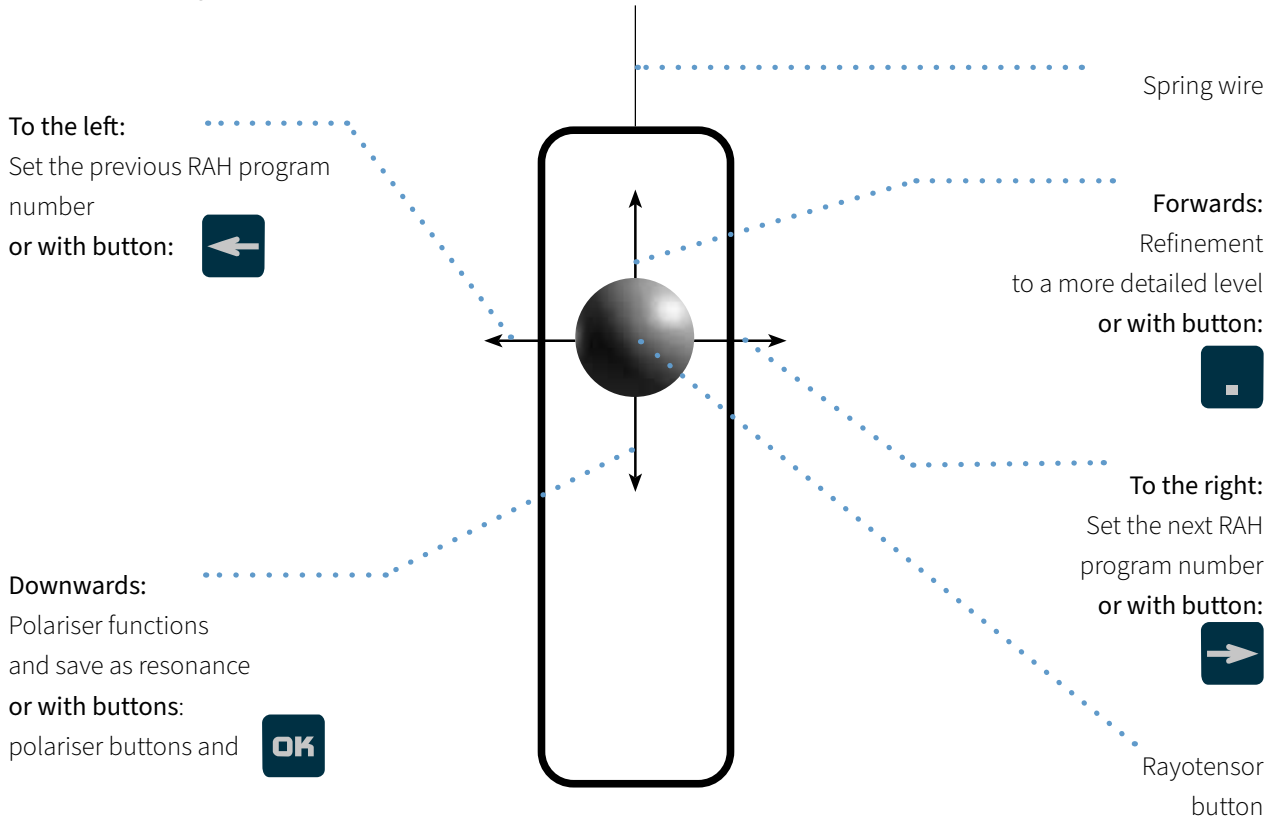 Spring wire
To the left:
Set the previous RAH program
number
or with button:
Forwards:
Refinement
to a more detailed level
or with button:
To the right:
Set the next RAH
program number
or with button:
Downwards:
Polariser functions
and save as resonance
or with buttons:
polariser buttons and OK
Rayotensor
button